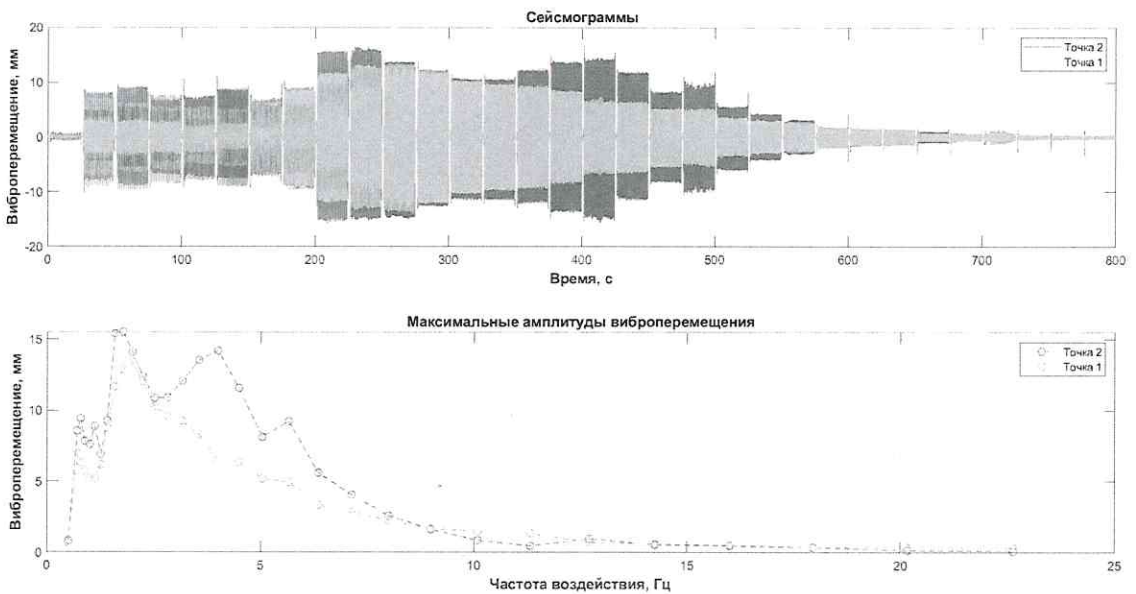 Сейсмограммы
20
10
0
-10
-20
Виброперемещение, мм
Точка 2
Точка 1
0 100 200 300 400 500 600 700 800
Время, с
Максимальные амплитуды виброперемещения
15
10
5
0
Виброперемещение, мм
Точка 2
Точка 1
0 5 10 15 20 25
Частота воздействия, Гц